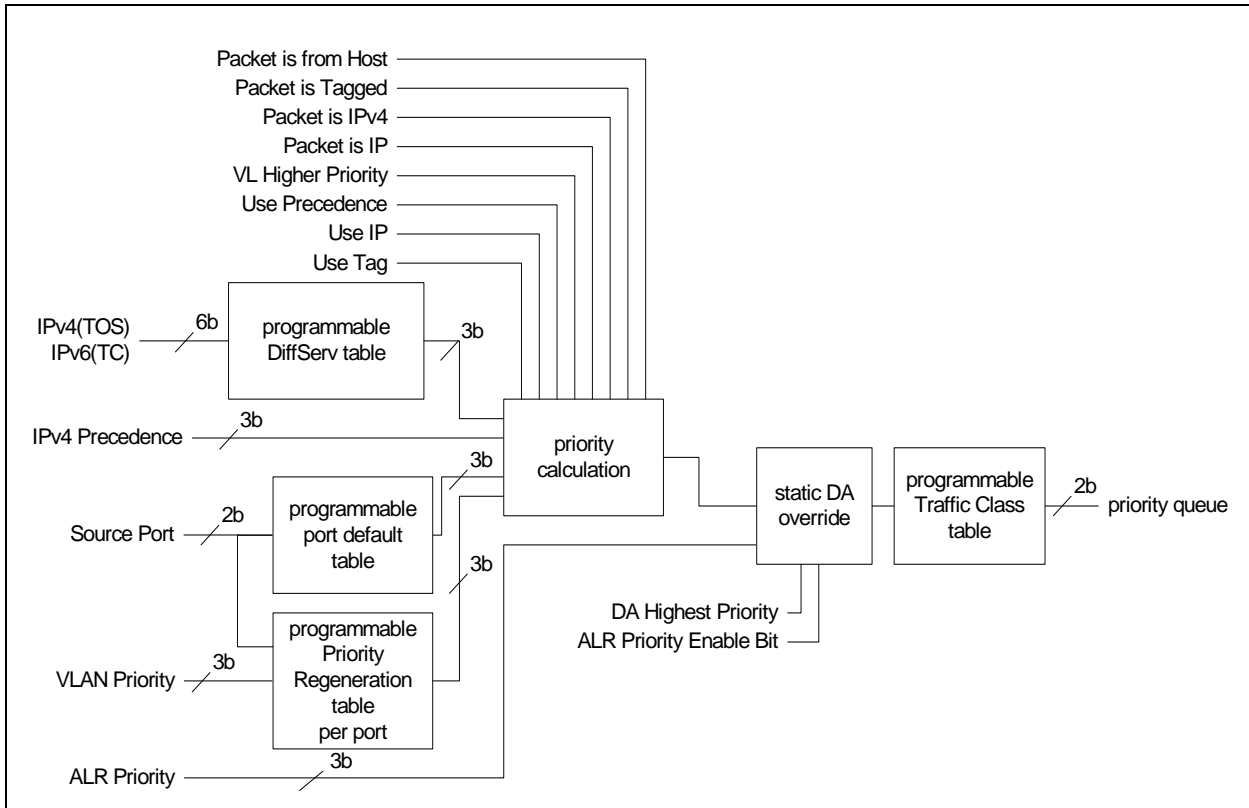 Packet is from Host
Packet is Tagged
Packet is IPv4
Packet is IP
VL Higher Priority
Use Precedence
Use IP
Use Tag
IPv4(TOS)
IPv6(TC)
6b
programmable
DiffServ table
3b
IPv4 Precedence
3b
priority
calculation
Source Port
2b
programmable
port default
table
3b
static DA
override
programmable
Traffic Class
table
2b
priority queue
VLAN Priority
3b
programmable
Priority
Regeneration
table
per port
3b
DA Highest Priority
ALR Priority Enable Bit
ALR Priority
3b